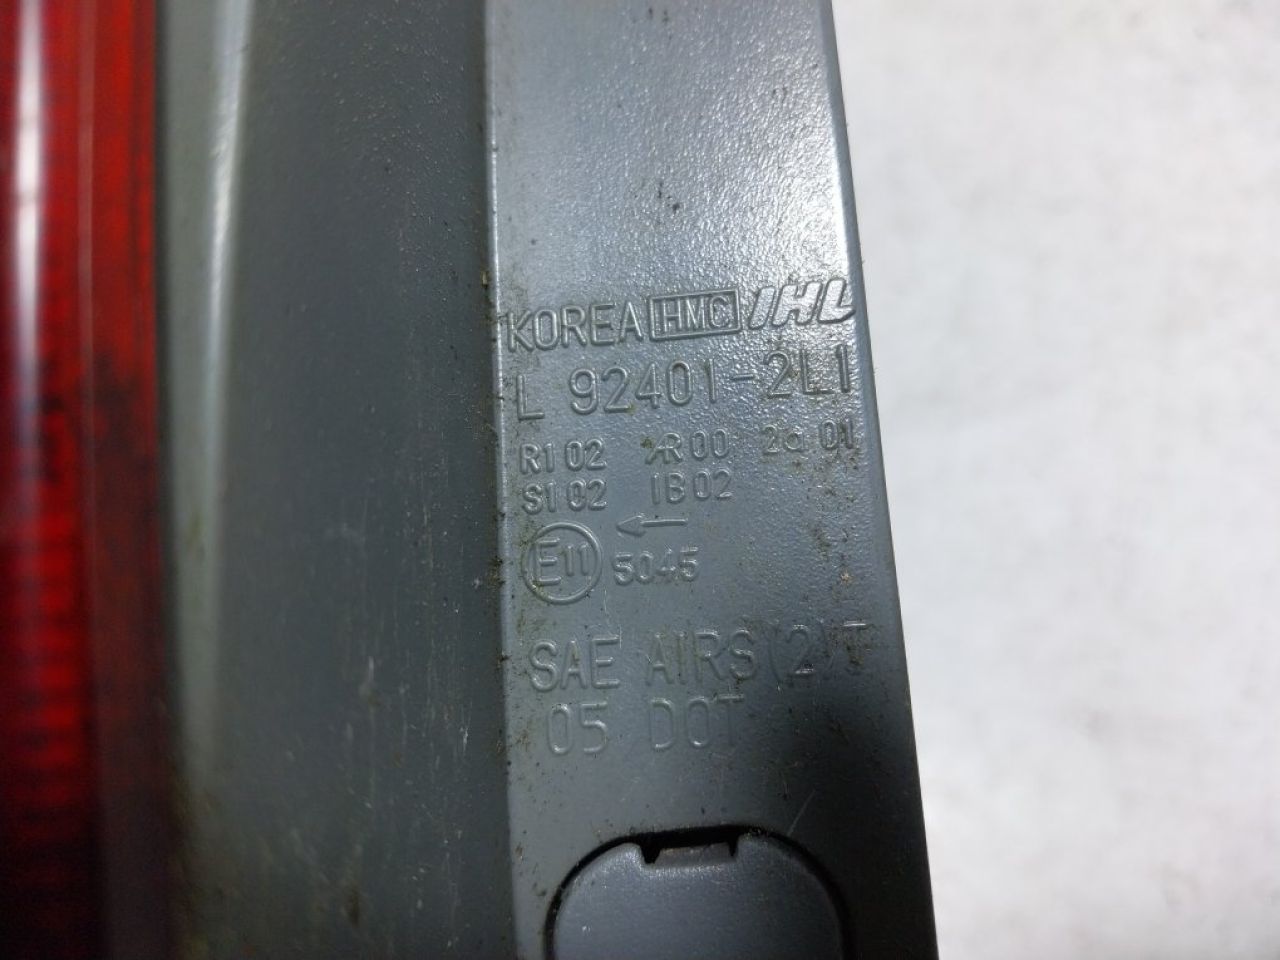 KOREA HMC IHL
L 92401-2L1
R1 02 AR 00 2a 01
S1 02 IB 02
←
E11 5045
SAE AIRS(2)T
05 DOT